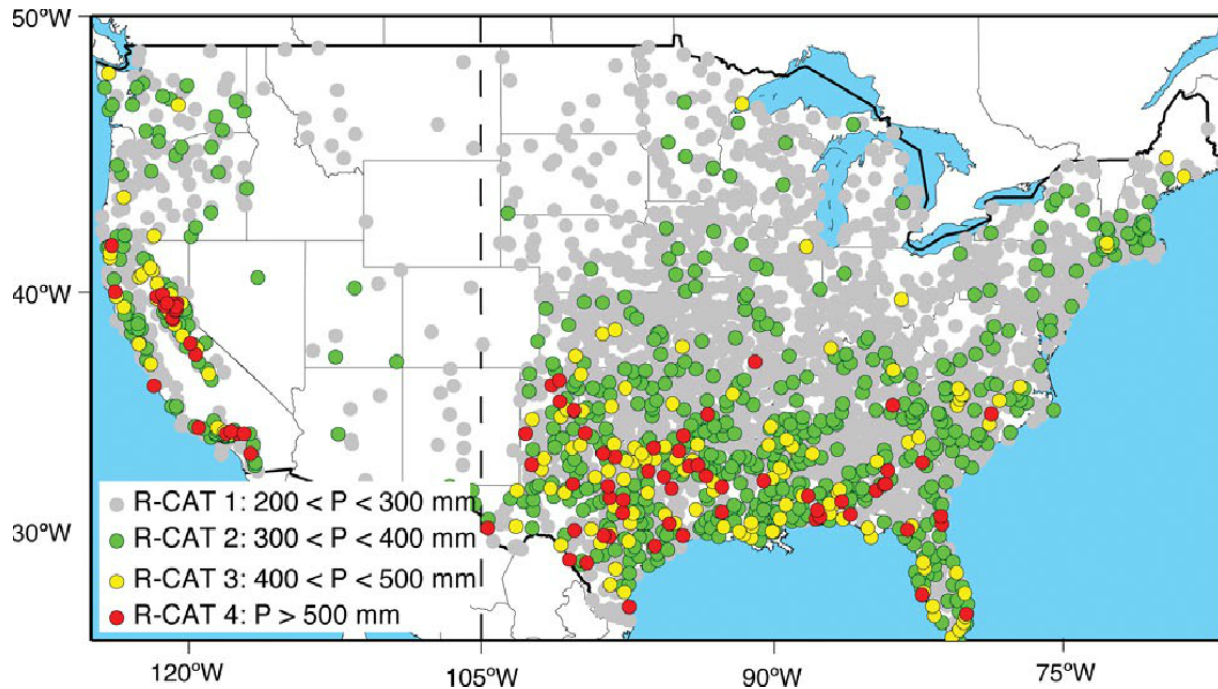 50°W
40°W
30°W
R-CAT 1: 200 < P < 300 mm
R-CAT 2: 300 < P < 400 mm
R-CAT 3: 400 < P < 500 mm
R-CAT 4: P > 500 mm
120°W
105°W
90°W
75°W